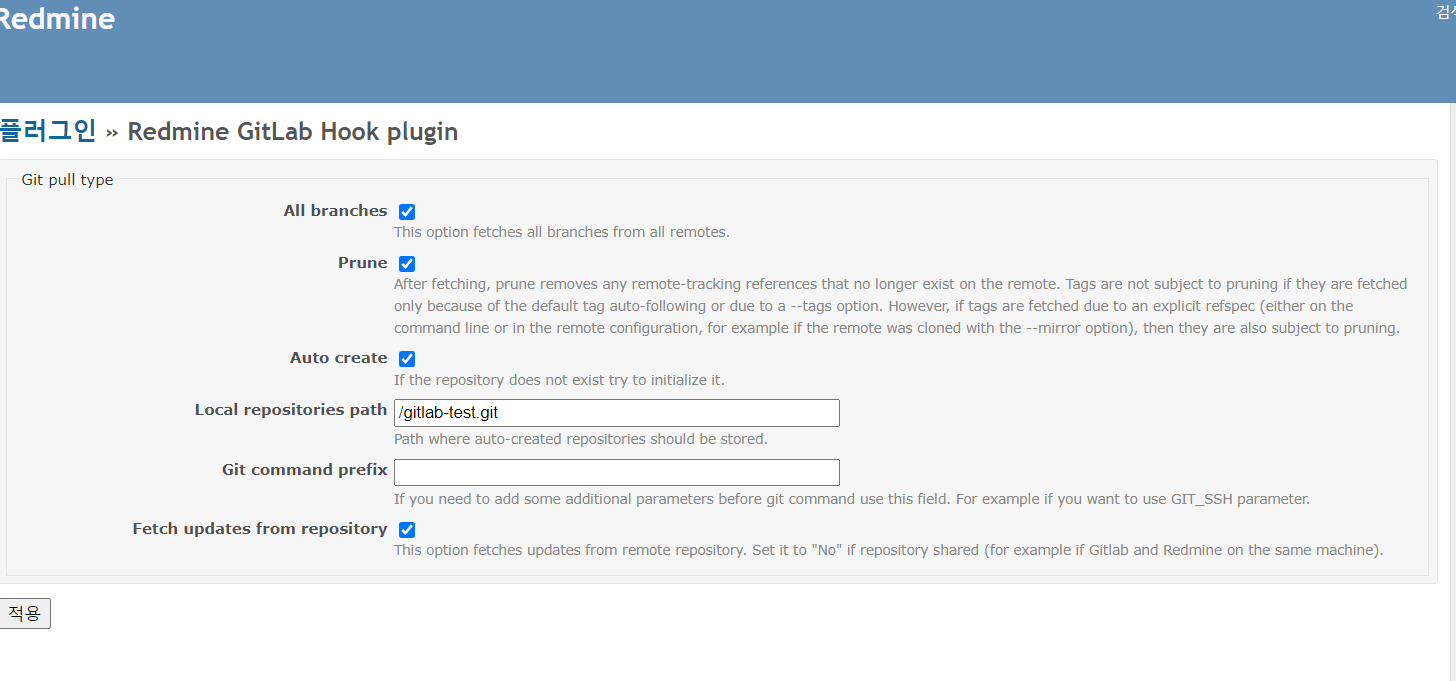 Redmine
검색
플러그인 » Redmine GitLab Hook plugin
Git pull type
All branches
This option fetches all branches from all remotes.
Prune
After fetching, prune removes any remote-tracking references that no longer exist on the remote. Tags are not subject to pruning if they are fetched
only because of the default tag auto-following or due to a --tags option. However, if tags are fetched due to an explicit refspec (either on the
command line or in the remote configuration, for example if the remote was cloned with the --mirror option), then they are also subject to pruning.
Auto create
If the repository does not exist try to initialize it.
Local repositories path /gitlab-test.git
Path where auto-created repositories should be stored.
Git command prefix
If you need to add some additional parameters before git command use this field. For example if you want to use GIT_SSH parameter.
Fetch updates from repository
This option fetches updates from remote repository. Set it to "No" if repository shared (for example if Gitlab and Redmine on the same machine).
적용